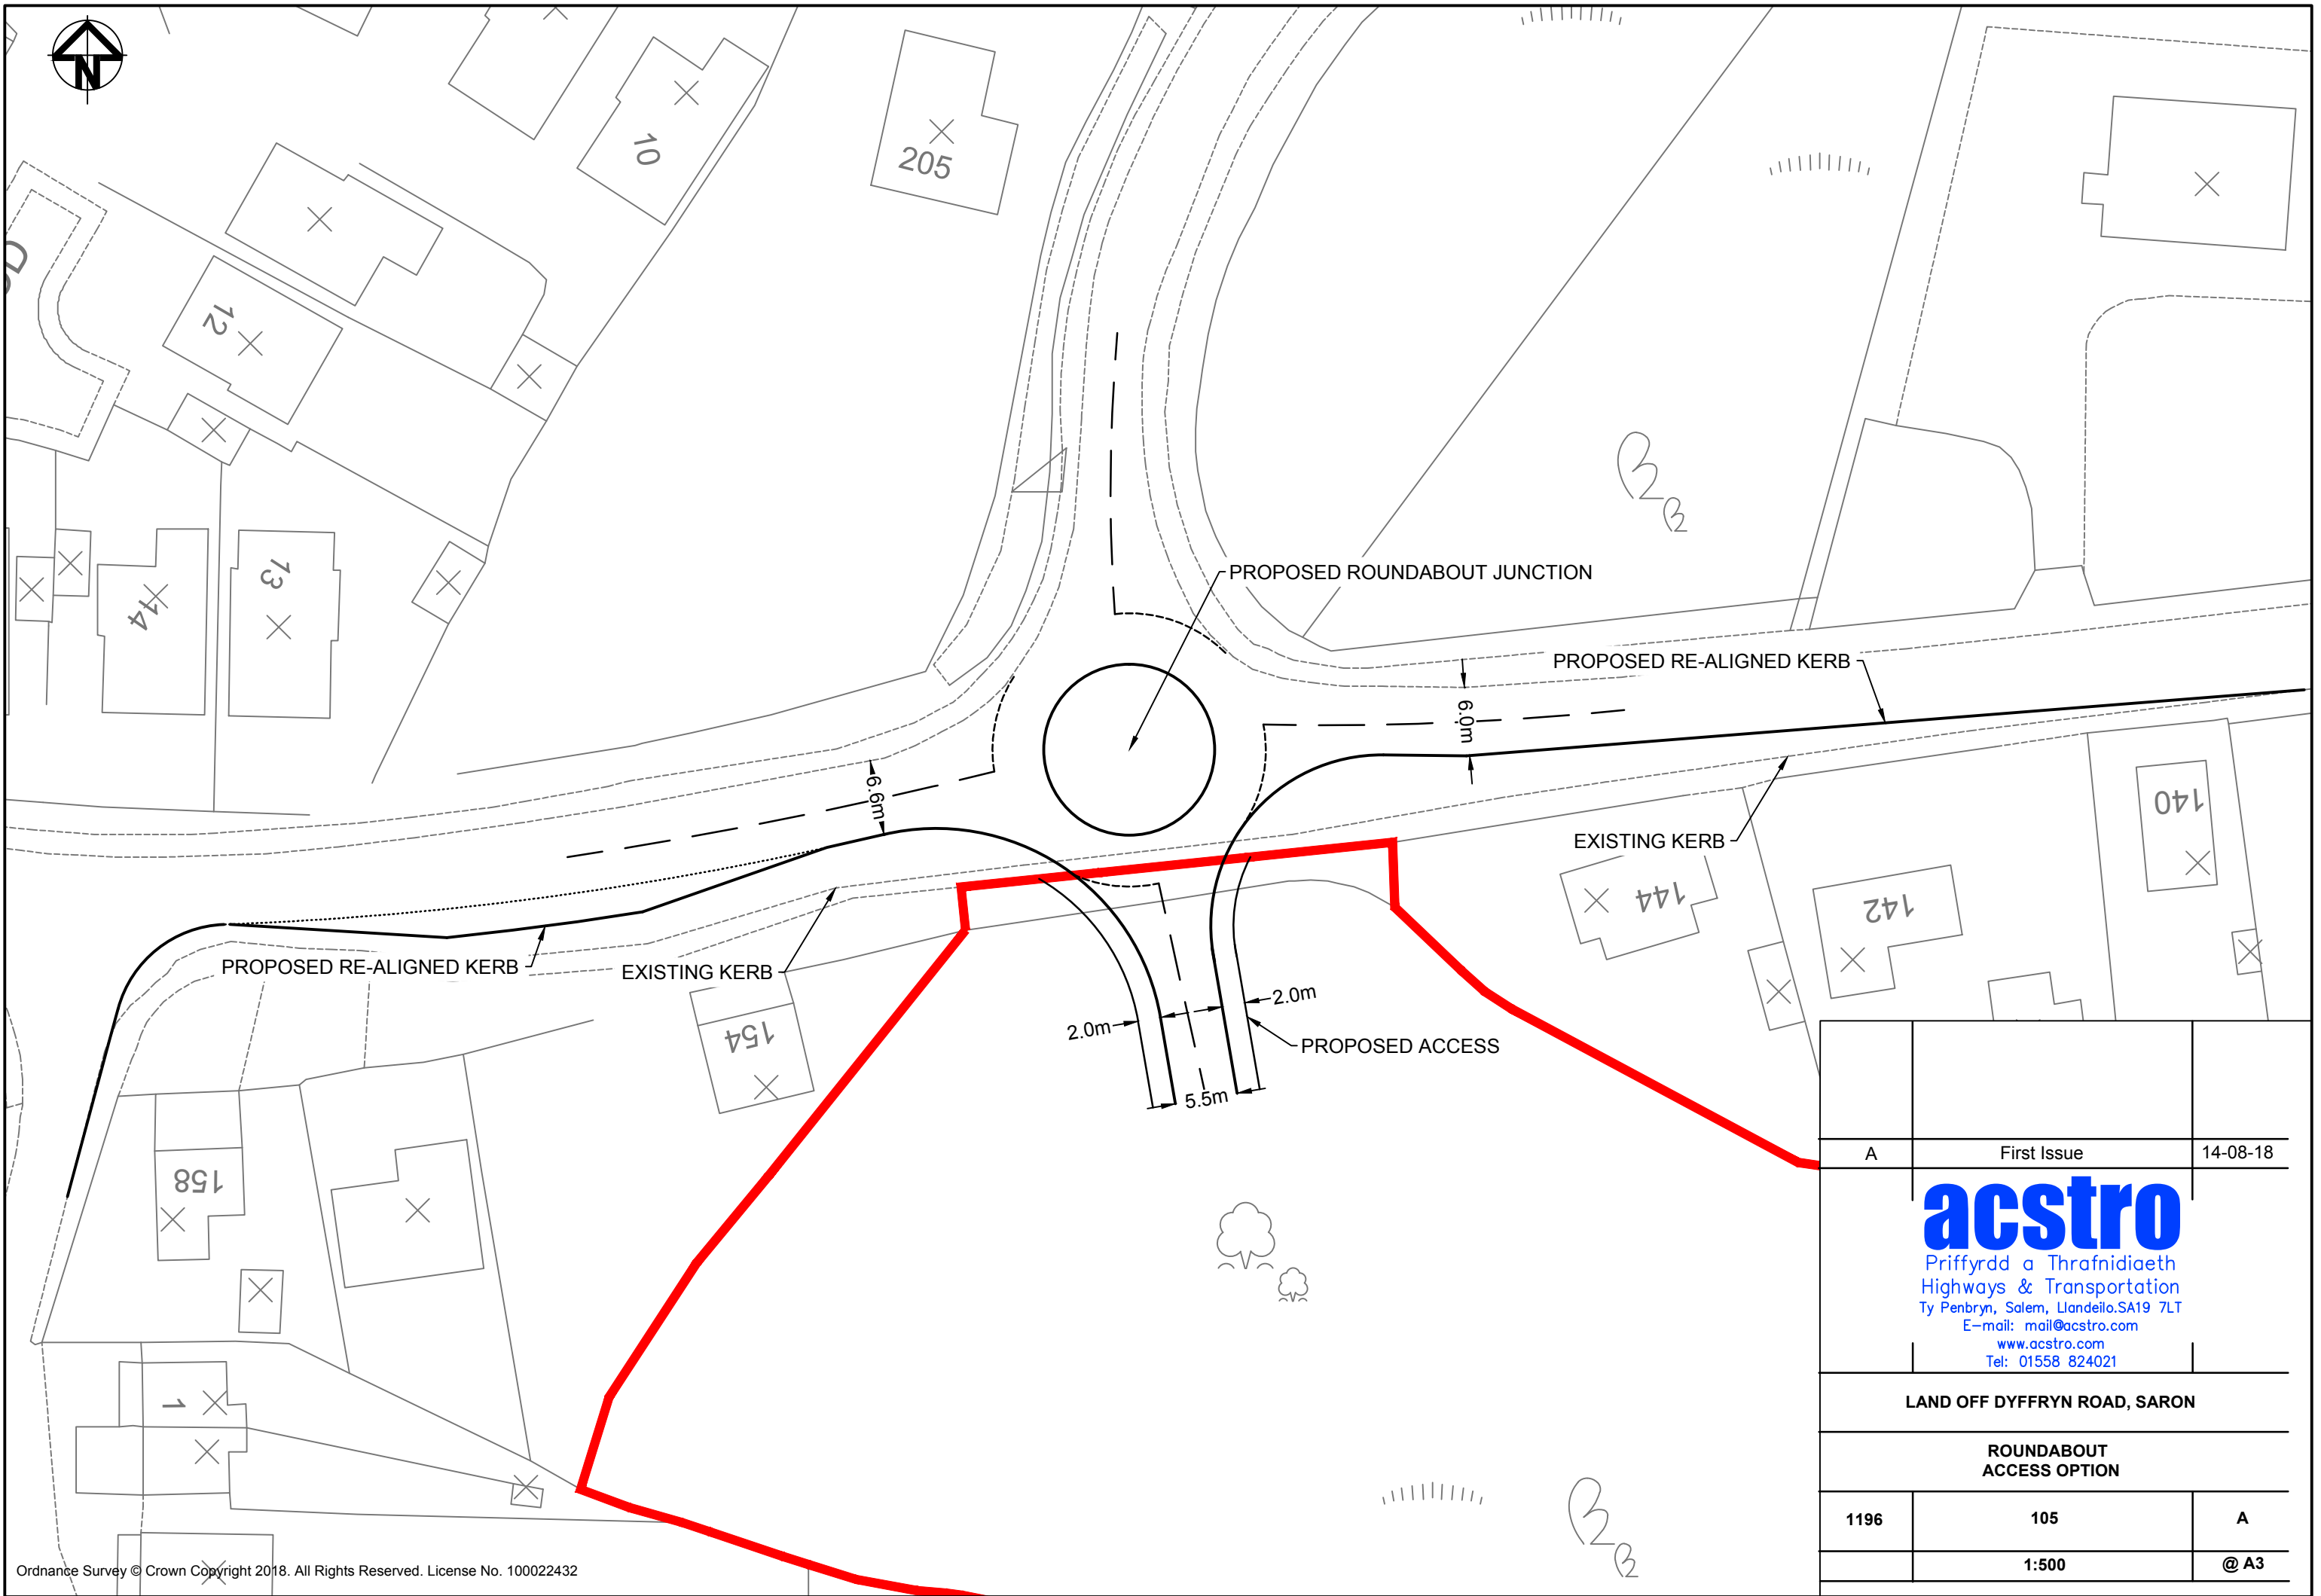 N
10
205
12
13
14
PROPOSED ROUNDABOUT JUNCTION
PROPOSED RE-ALIGNED KERB
6.0m
6.6m
140
EXISTING KERB
144
142
PROPOSED RE-ALIGNED KERB
EXISTING KERB
154
2.0m
2.0m
PROPOSED ACCESS
5.5m
158
1
A First Issue 14-08-18
acstro
Priffyrdd a Thrafnidiaeth
Highways & Transportation
Ty Penbryn, Salem, Llandeilo.SA19 7LT
E-mail: mail@acstro.com
www.acstro.com
Tel: 01558 824021
LAND OFF DYFFRYN ROAD, SARON
ROUNDABOUT
ACCESS OPTION
1196 105 A
1:500 @ A3
Ordnance Survey © Crown Copyright 2018. All Rights Reserved. License No. 100022432